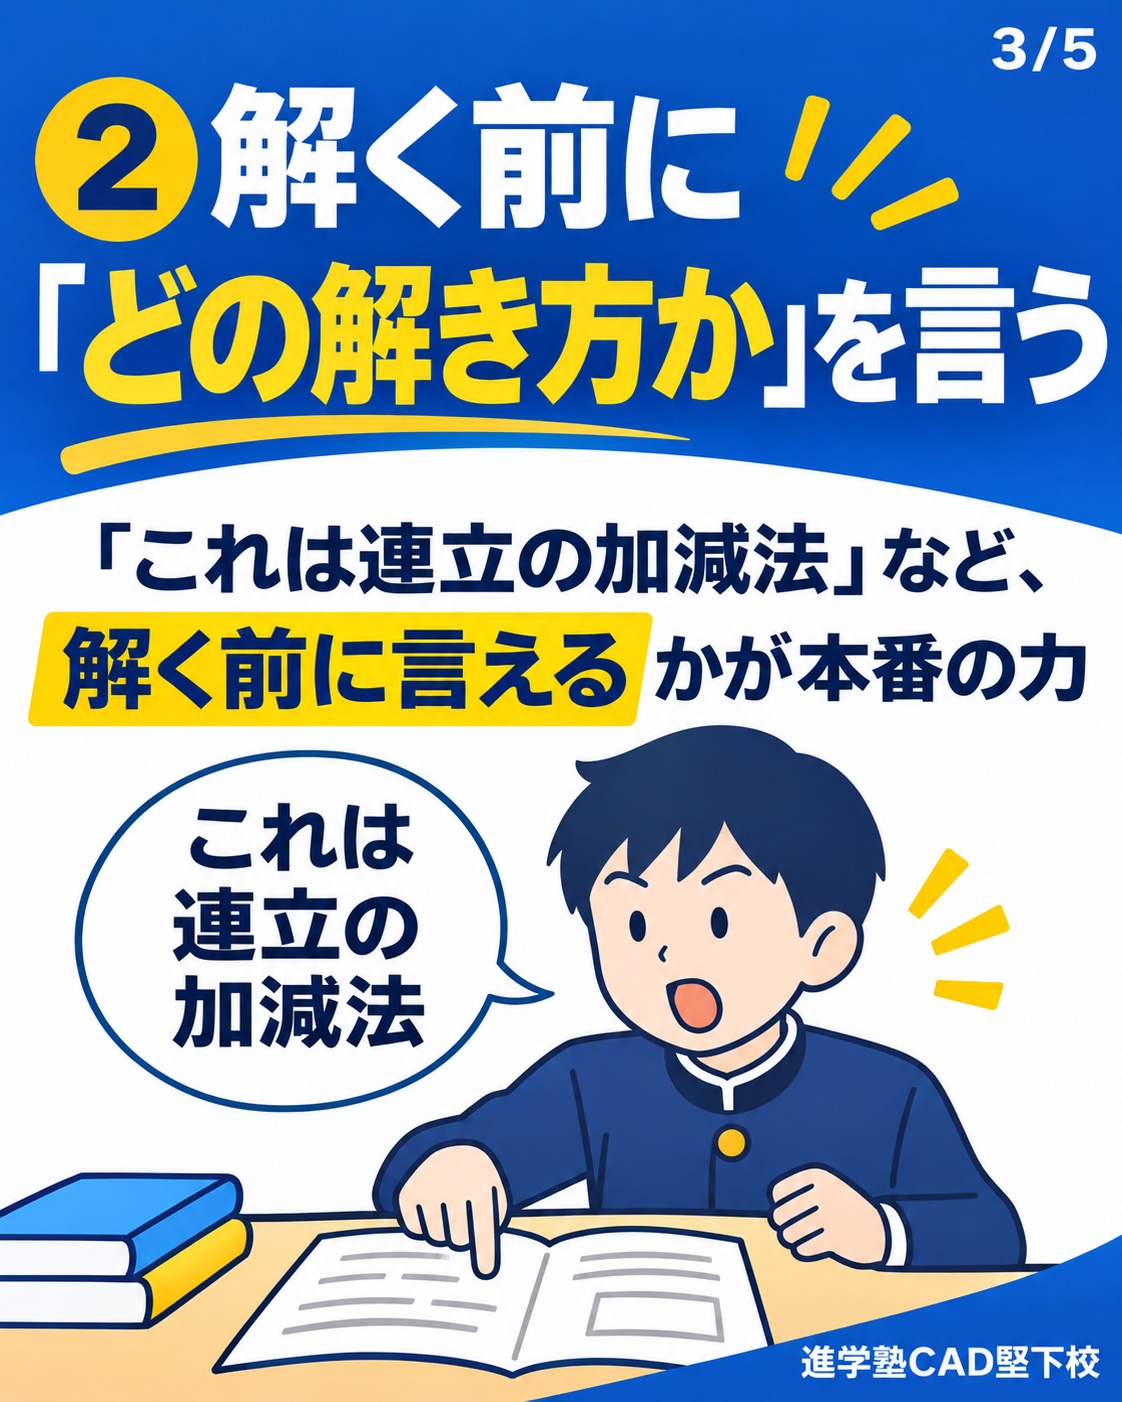 3/5
2 解く前に
「どの解き方か」を言う
「これは連立の加減法」など、
解く前に言えるかが本番の力
これは
連立の
加減法
進学塾CAD堅下校